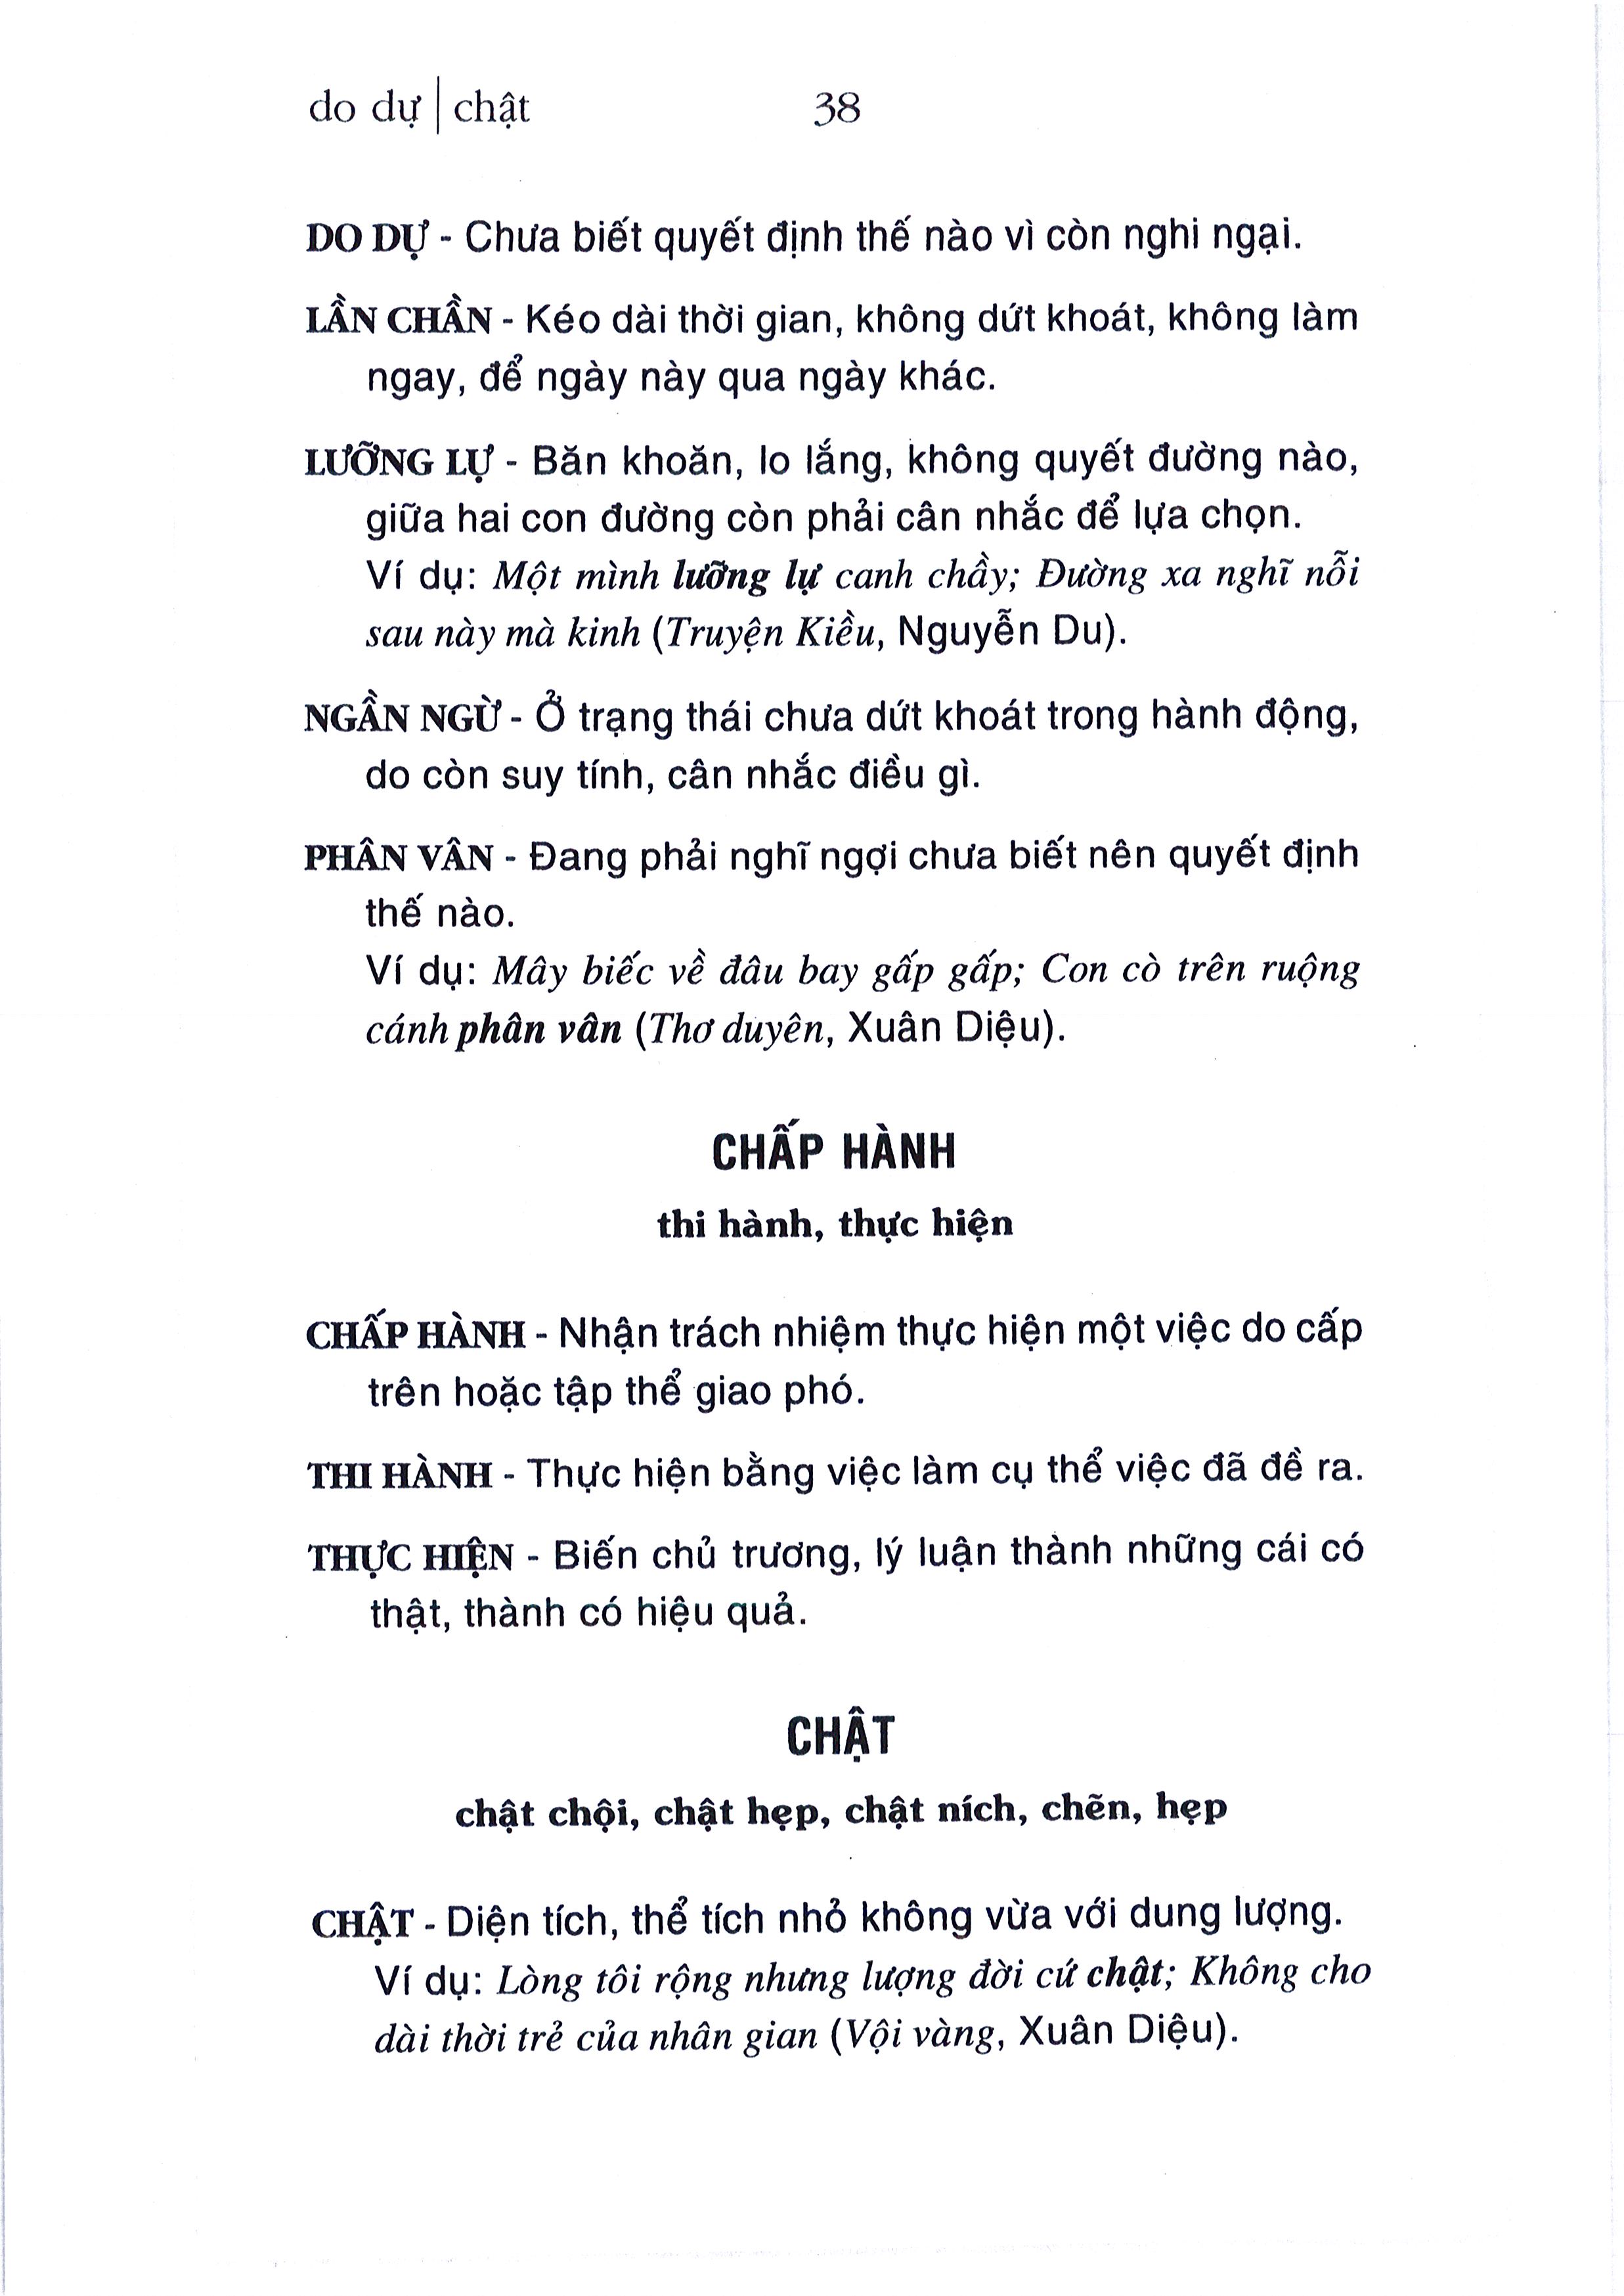 do dự | chật 38
DO DỰ - Chưa biết quyết định thế nào vì còn nghi ngại.
LẦN CHẦN - Kéo dài thời gian, không dứt khoát, không làm
ngay, để ngày này qua ngày khác.
LƯỠNG LỰ - Băn khoăn, lo lắng, không quyết đường nào,
giữa hai con đường còn phải cân nhắc để lựa chọn.
Ví dụ: Một mình lưỡng lự canh chầy; Đường xa nghĩ nỗi
sau này mà kinh (Truyện Kiều, Nguyễn Du).
NGẦN NGỪ - Ở trạng thái chưa dứt khoát trong hành động,
do còn suy tính, cân nhắc điều gì.
PHÂN VÂN - Đang phải nghĩ ngợi chưa biết nên quyết định
thế nào.
Ví dụ: Mây biếc về đâu bay gấp gấp; Con cò trên ruộng
cánh phân vân (Thơ duyên, Xuân Diệu).
CHẤP HÀNH
thi hành, thực hiện
CHẤP HÀNH - Nhận trách nhiệm thực hiện một việc do cấp
trên hoặc tập thể giao phó.
THI HÀNH - Thực hiện bằng việc làm cụ thể việc đã đề ra.
THỰC HIỆN - Biến chủ trương, lý luận thành những cái có
thật, thành có hiệu quả.
CHẬT
chật chội, chật hẹp, chật ních, chẽn, hẹp
CHẬT - Diện tích, thể tích nhỏ không vừa với dung lượng.
Ví dụ: Lòng tôi rộng nhưng lượng đời cứ chật; Không cho
dài thời trẻ của nhân gian (Vội vàng, Xuân Diệu).